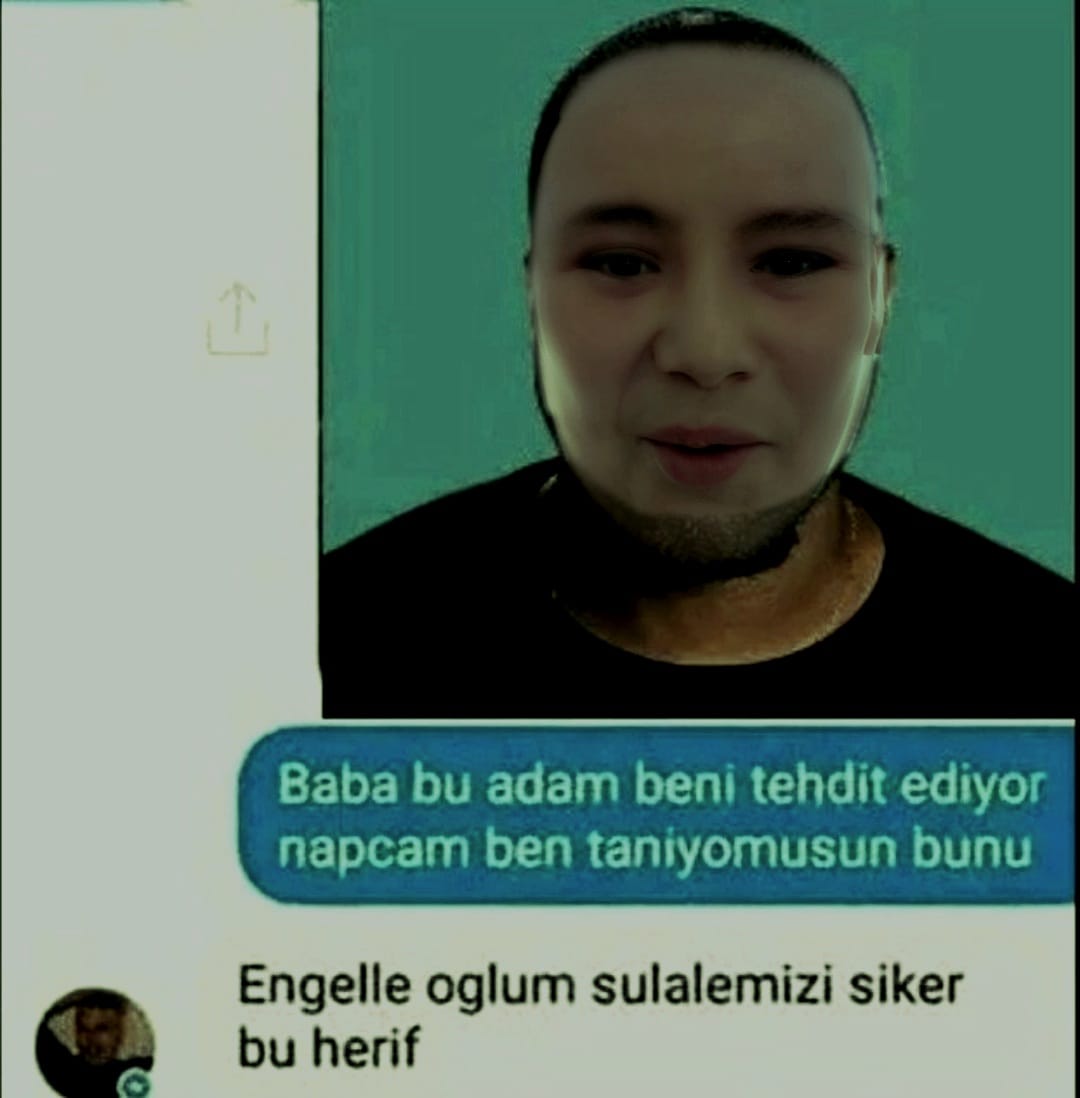 Baba bu adam beni tehdit ediyor
napcam ben taniyomusun bunu
Engelle oglum sulalemizi siker
bu herif